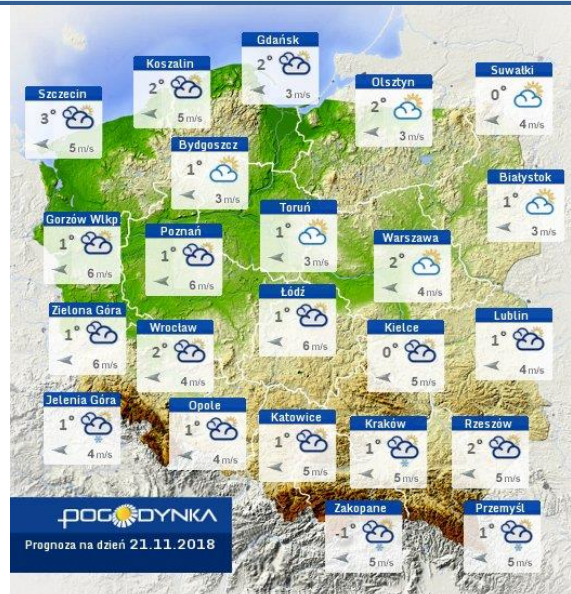 Gdańsk
2°
3 m/s
Koszalin
2°
5 m/s
Suwałki
0°
4 m/s
Olsztyn
2°
3 m/s
Szczecin
3°
5 m/s
Bydgoszcz
1°
3 m/s
Białystok
1°
3 m/s
Toruń
1°
3 m/s
Gorzów Wlkp
1°
6 m/s
Poznań
1°
6 m/s
Warszawa
2°
4 m/s
Łódź
1°
6 m/s
Zielona Góra
1°
6 m/s
Wrocław
2°
4 m/s
Kielce
0°
5 m/s
Lublin
1°
4 m/s
Jelenia Góra
1°
4 m/s
Opole
1°
4 m/s
Katowice
1°
5 m/s
Kraków
1°
5 m/s
Rzeszów
2°
5 m/s
Zakopane
-1°
5 m/s
Przemyśl
1°
5 m/s
POGODYNKA
Prognoza na dzień 21.11.2018